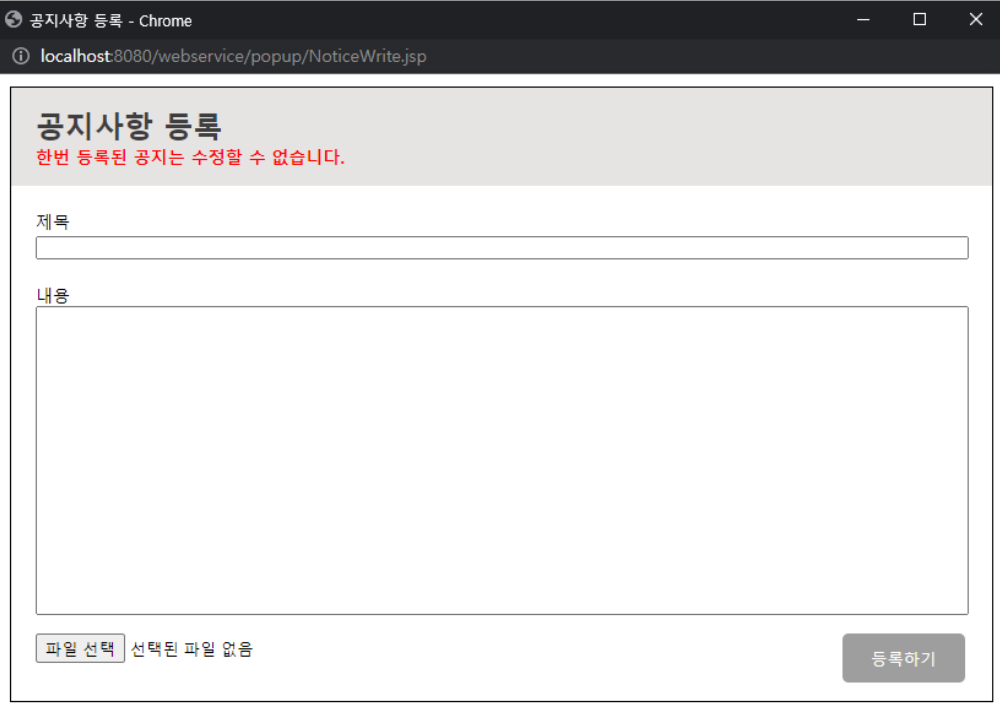 공지사항 등록 - Chrome
localhost:8080/webservice/popup/NoticeWrite.jsp
공지사항 등록
한번 등록된 공지는 수정할 수 없습니다.
제목
내용
파일 선택 선택된 파일 없음
등록하기